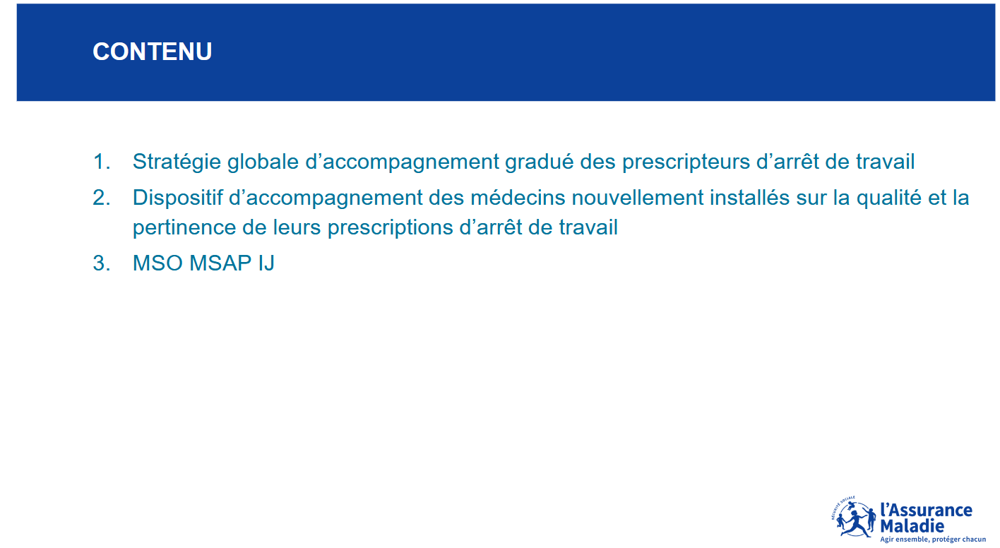 CONTENU
1. Stratégie globale d’accompagnement gradué des prescripteurs d’arrêt de travail
2. Dispositif d’accompagnement des médecins nouvellement installés sur la qualité et la
pertinence de leurs prescriptions d’arrêt de travail
3. MSO MSAP IJ
SÉCURITÉ SOCIALE
l’Assurance
Maladie
Agir ensemble, protéger chacun